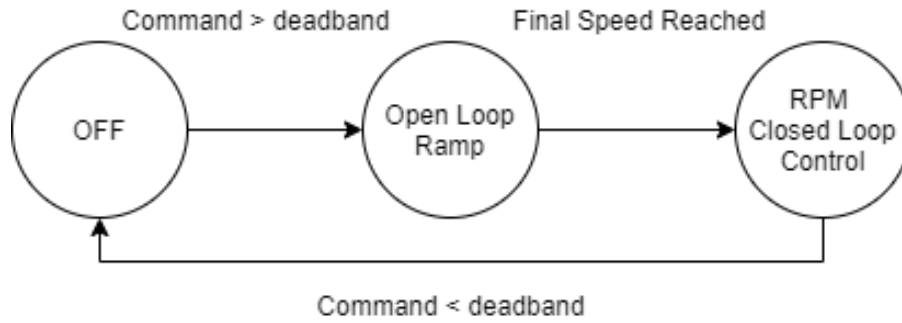 Command > deadband
Final Speed Reached
OFF
Open Loop
Ramp
RPM
Closed Loop
Control
Command < deadband